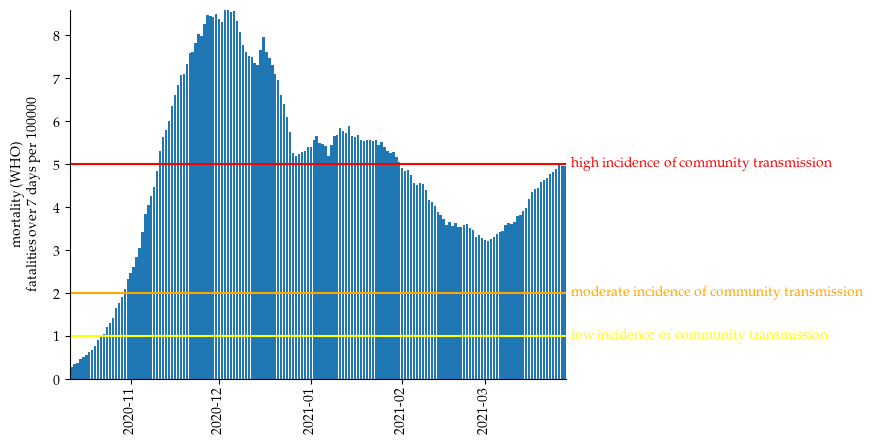 mortality (WHO)
fatalities over 7 days per 100000
8
7
6
5
4
3
2
1
0
high incidence of community transmission
moderate incidence of community transmission
low incidence of community transmission
2020-11
2020-12
2021-01
2021-02
2021-03